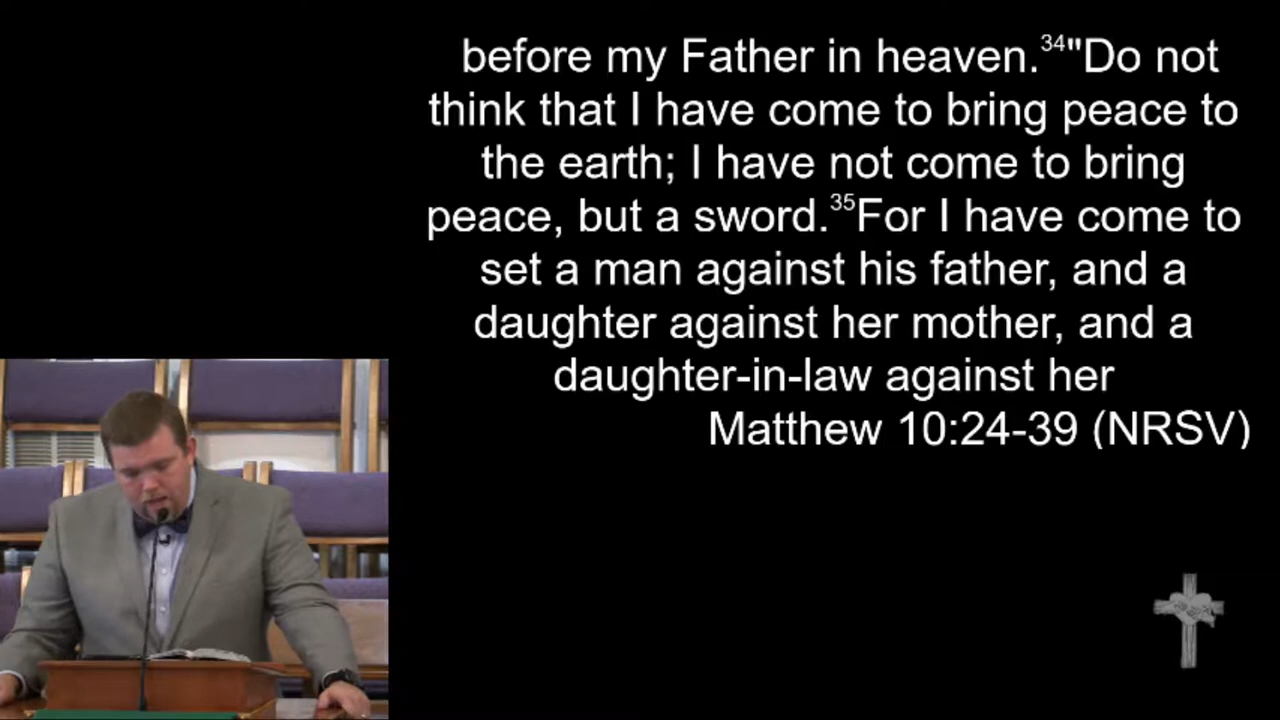 before my Father in heaven.³⁴"Do not
think that I have come to bring peace to
the earth; I have not come to bring
peace, but a sword.³⁵For I have come to
set a man against his father, and a
daughter against her mother, and a
daughter-in-law against her
Matthew 10:24-39 (NRSV)